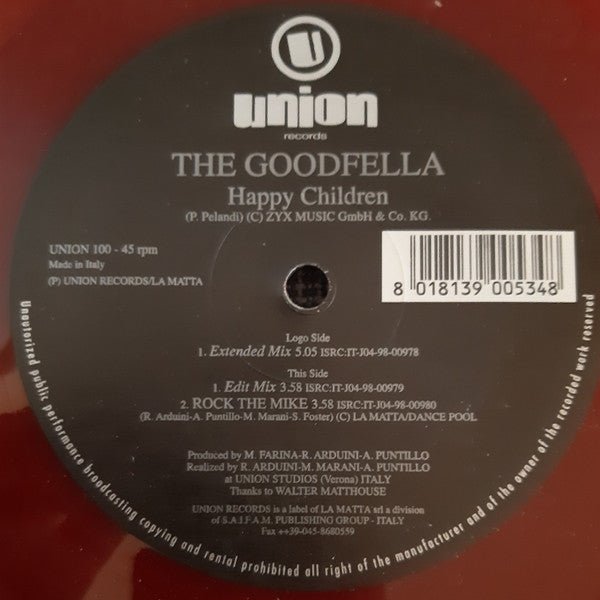 U
union
records
THE GOODFELLA
Happy Children
(P. Pelandi) (C) ZYX MUSIC GmbH & Co. KG.
UNION 100 - 45 rpm
Made in Italy
(P) UNION RECORDS/LA MATTA
8 018139 005348
Logo Side
1. Extended Mix 5.05 ISRC:IT-J04-98-00978
This Side
1. Edit Mix 3.58 ISRC:IT-J04-98-00979
2. ROCK THE MIKE 3.58 ISRC:IT-J04-98-00980
(R. Arduini-A. Puntillo-M. Marani-S. Foster) (C) LA MATTA/DANCE POOL
Produced by M. FARINA-R. ARDUINI-A. PUNTILLO
Realized by R. ARDUINI-M. MARANI-A. PUNTILLO
at UNION STUDIOS (Verona) ITALY
Thanks to WALTER MATTHOUSE
UNION RECORDS is a label of LA MATTA srl a division
of S.A.I.F.A.M. PUBLISHING GROUP - ITALY
Fax ++39-045-8680559
Unautorized public performance broadcasting copying and rental prohibited all right of the manufacturer and of the owner of the recorded work reserved